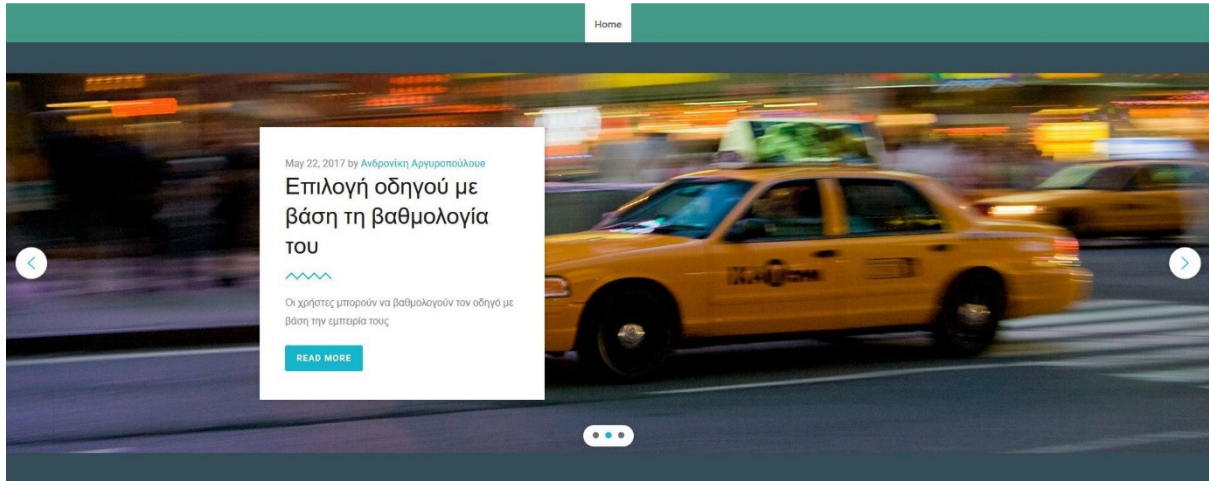 Home
May 22, 2017 by Ανδρονίκη Αργυροπούλουe
Επιλογή οδηγού με
βάση τη βαθμολογία
του
Οι χρήστες μπορούν να βαθμολογούν τον οδηγό με
βάση την εμπειρία τους
READ MORE